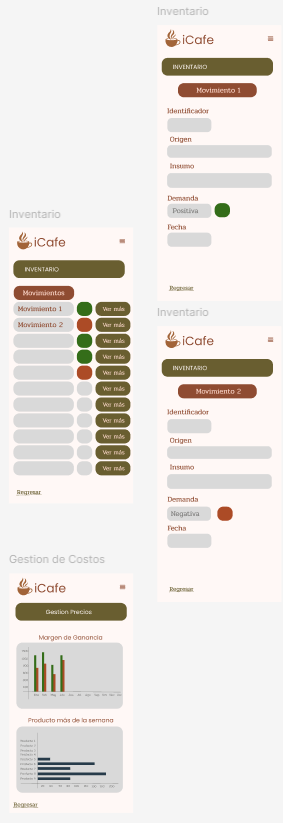 Inventario
iCafe
INVENTARIO
Movimiento 1
Identificador
Origen
Insumo
Demanda
Positiva
Fecha
Regresar
Inventario
iCafe
INVENTARIO
Movimientos
Movimiento 1
Ver más
Movimiento 2
Ver más
Ver más
Ver más
Ver más
Ver más
Ver más
Ver más
Ver más
Ver más
Ver más
Regresar
Inventario
iCafe
INVENTARIO
Movimiento 2
Identificador
Origen
Insumo
Demanda
Negativa
Fecha
Regresar
Gestion de Costos
iCafe
Gestion Precios
Margen de Ganancia
Producto más de la semana
Regresar